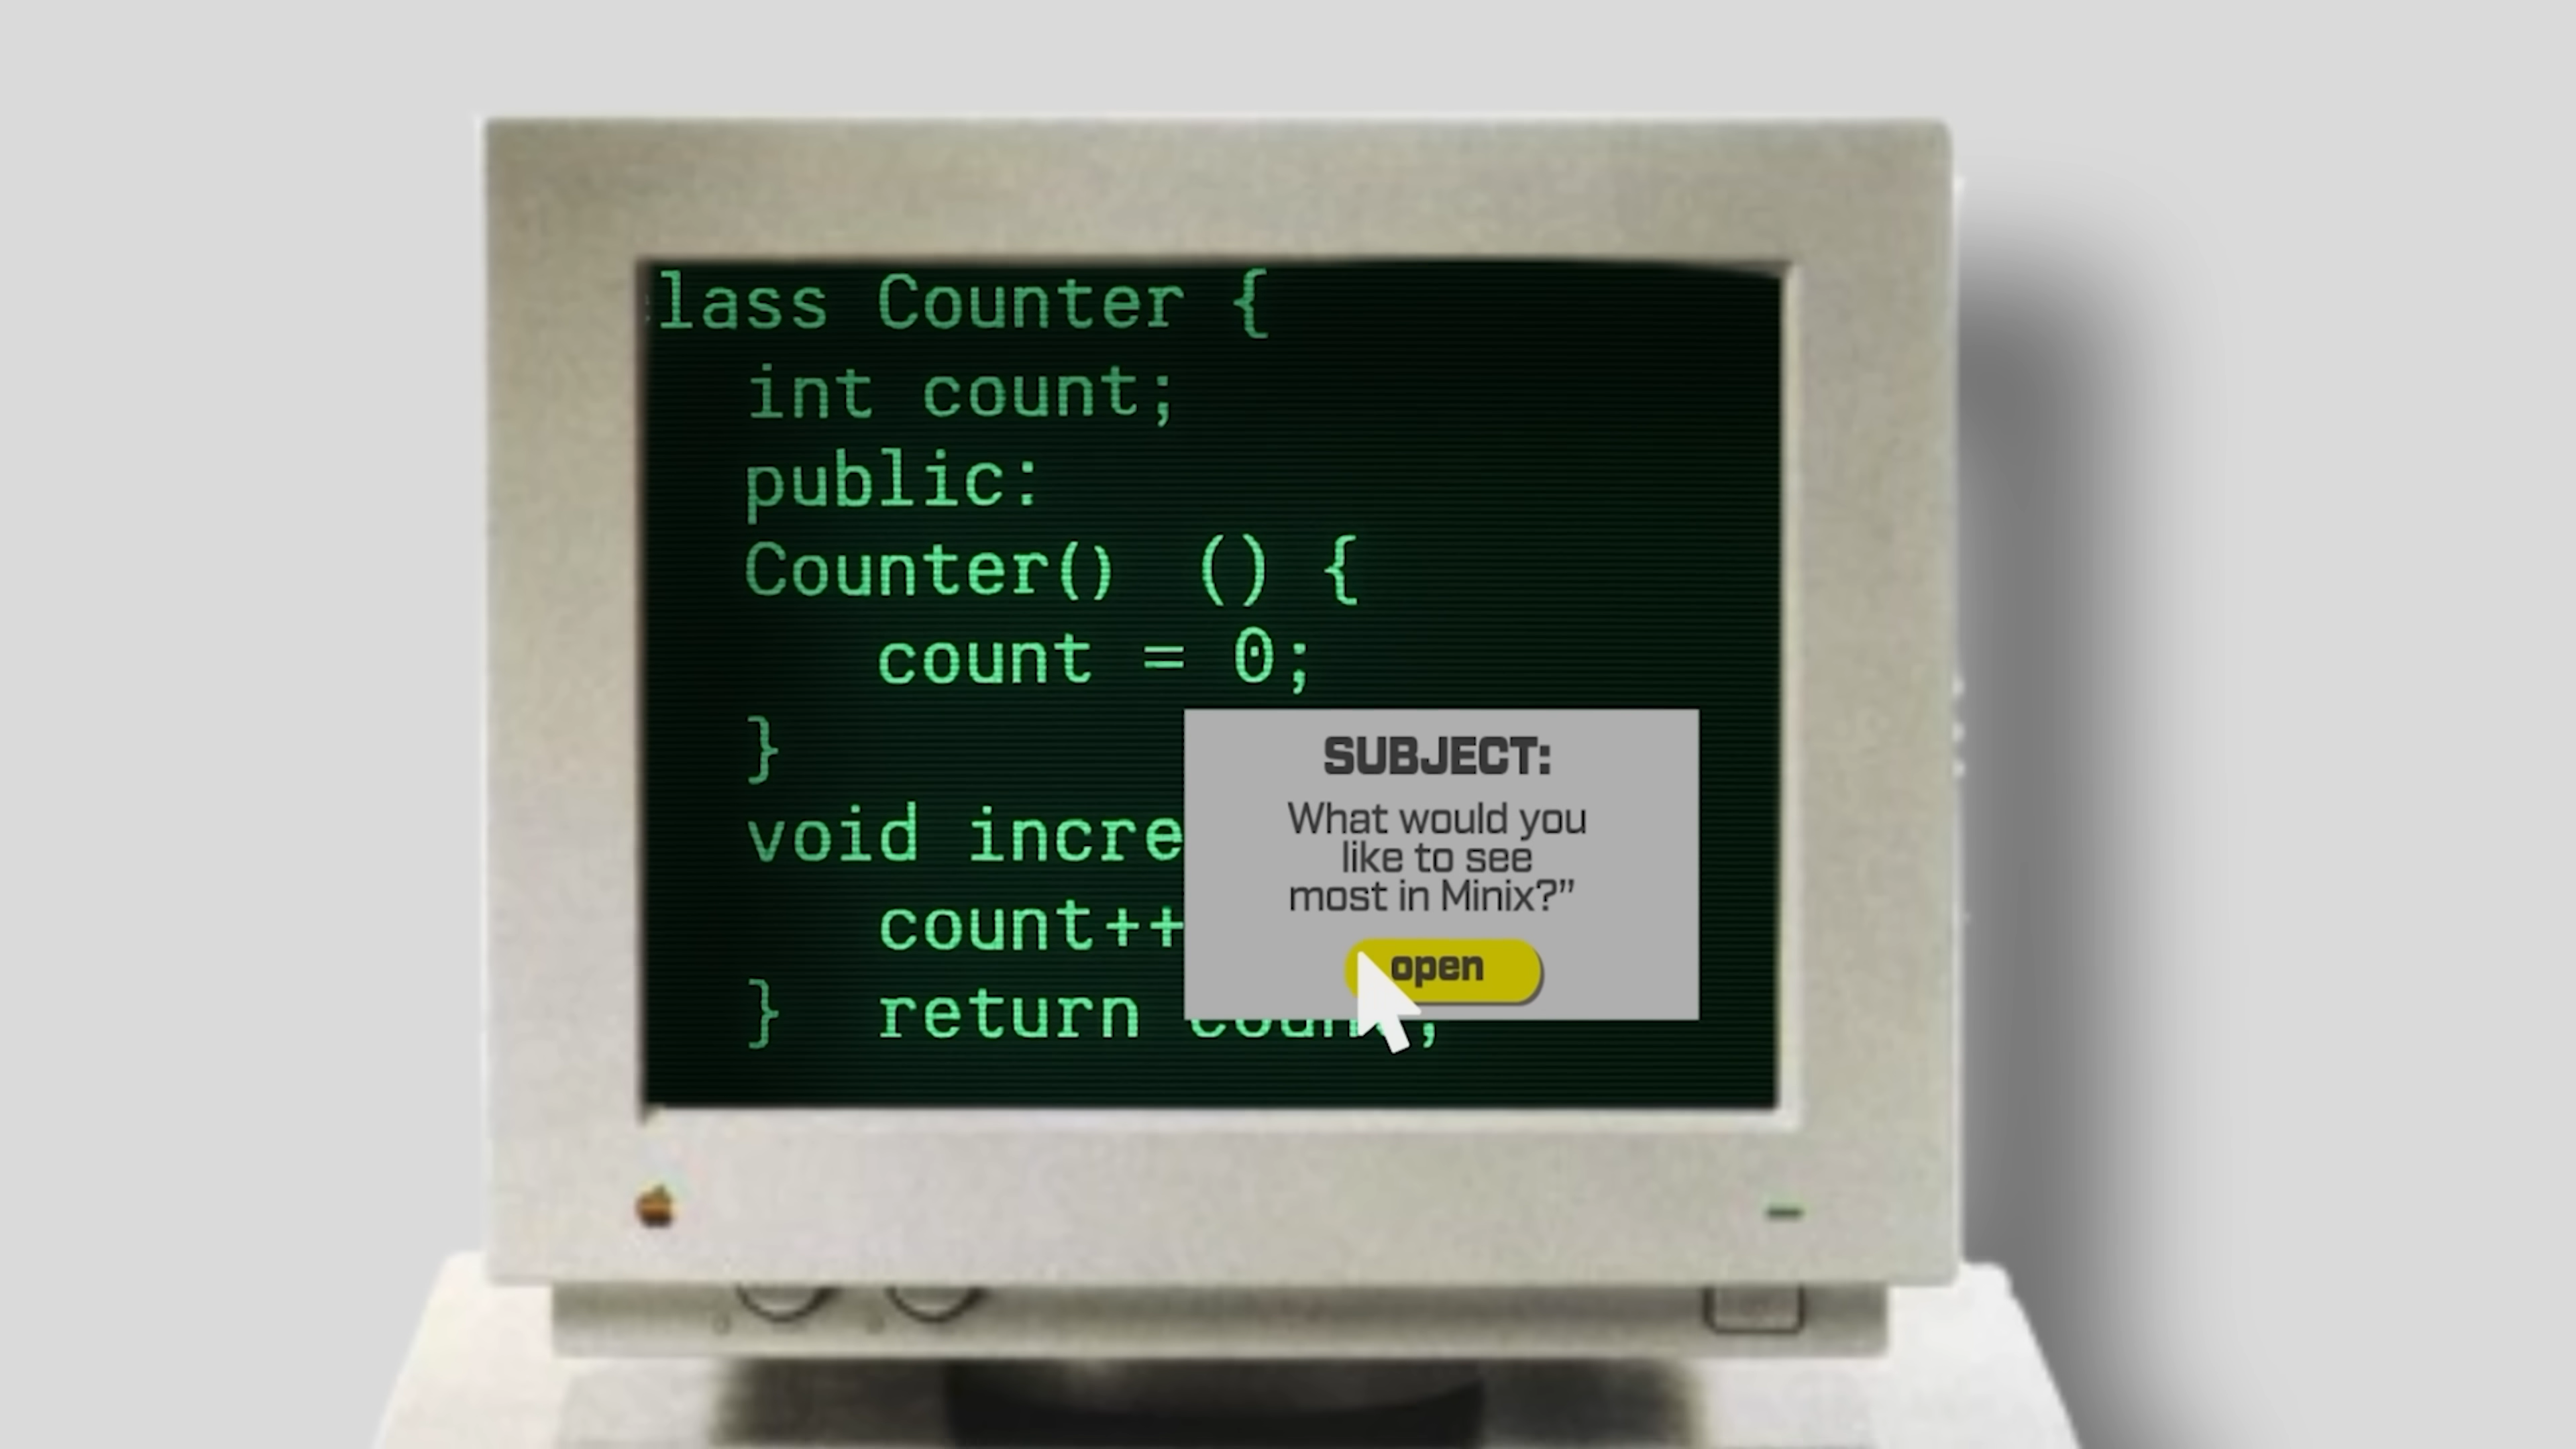 lass Counter {
int count;
public:
Counter() () {
count = 0;
}
void incre
count++
} return count;
SUBJECT:
What would you
like to see
most in Minix?”
open